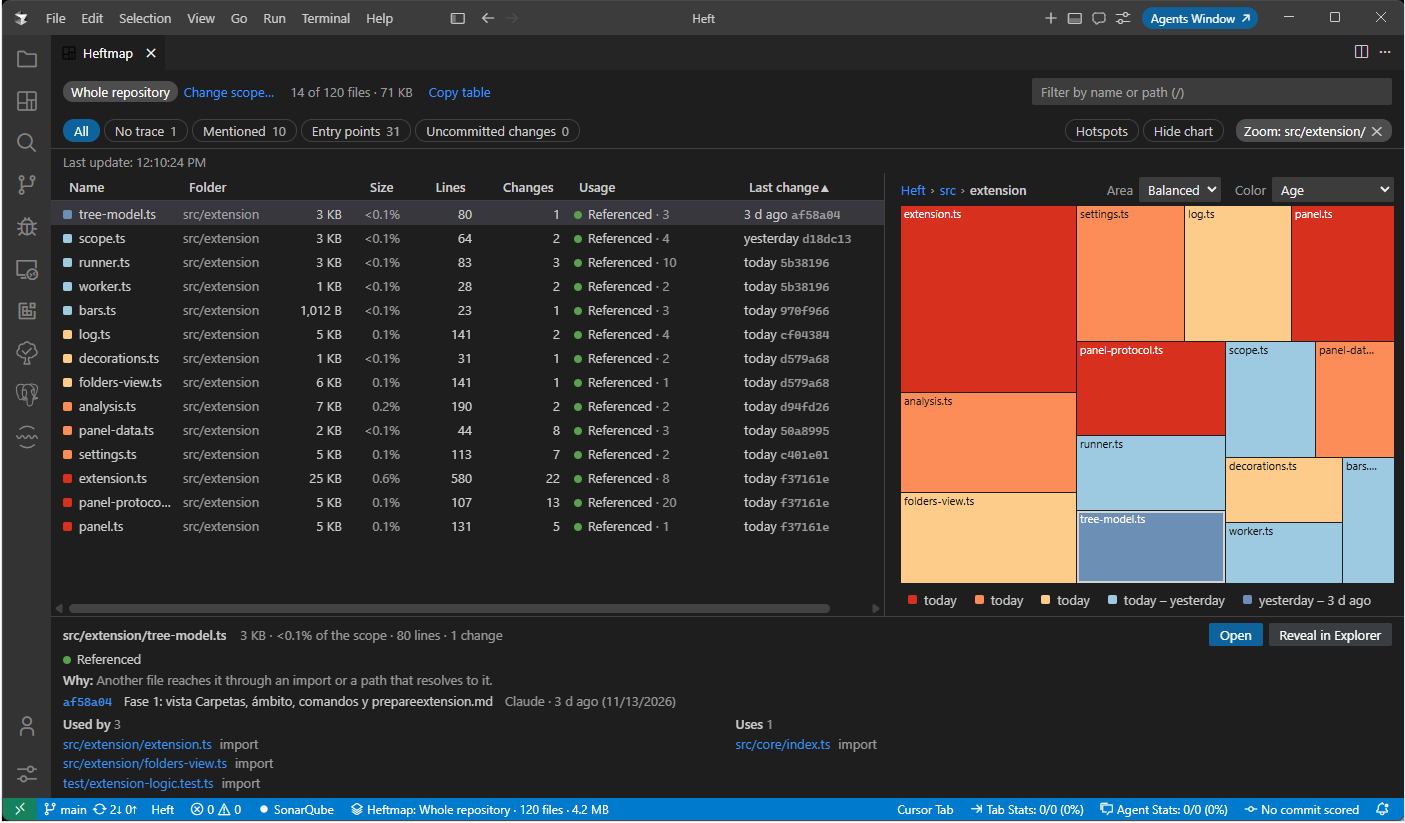 File Edit Selection View Go Run Terminal Help
Heft
Agents Window
Heftmap
Whole repository Change scope... 14 of 120 files · 71 KB Copy table
Filter by name or path (/)
All No trace 1 Mentioned 10 Entry points 31 Uncommitted changes 0
Hotspots Hide chart Zoom: src/extension/
Last update: 12:10:24 PM
Name Folder Size Lines Changes Usage Last change▲
tree-model.ts src/extension 3 KB <0.1% 80 1 Referenced · 3 3 d ago af58a04
scope.ts src/extension 3 KB <0.1% 64 2 Referenced · 4 yesterday d18dc13
runner.ts src/extension 3 KB <0.1% 83 3 Referenced · 10 today 5b38196
worker.ts src/extension 1 KB <0.1% 28 2 Referenced · 2 today 5b38196
bars.ts src/extension 1,012 B <0.1% 23 1 Referenced · 3 today 970f966
log.ts src/extension 5 KB 0.1% 141 2 Referenced · 4 today cf04384
decorations.ts src/extension 1 KB <0.1% 31 1 Referenced · 2 today d579a68
folders-view.ts src/extension 6 KB 0.1% 141 1 Referenced · 1 today d579a68
analysis.ts src/extension 7 KB 0.2% 190 2 Referenced · 2 today d94fd26
panel-data.ts src/extension 2 KB <0.1% 44 8 Referenced · 3 today 50a8995
settings.ts src/extension 5 KB 0.1% 113 7 Referenced · 2 today c401e01
extension.ts src/extension 25 KB 0.6% 580 22 Referenced · 8 today f37161e
panel-protoco... src/extension 5 KB 0.1% 107 13 Referenced · 20 today f37161e
panel.ts src/extension 5 KB 0.1% 131 5 Referenced · 1 today f37161e
Heft › src › extension Area Balanced Color Age
extension.ts settings.ts log.ts panel.ts
panel-protocol.ts scope.ts panel-dat...
analysis.ts
runner.ts
decorations.ts bars....
folders-view.ts
tree-model.ts
worker.ts
today today today today – yesterday yesterday – 3 d ago
src/extension/tree-model.ts 3 KB · <0.1% of the scope · 80 lines · 1 change
Open Reveal in Explorer
Referenced
Why: Another file reaches it through an import or a path that resolves to it.
af58a04 Fase 1: vista Carpetas, ámbito, comandos y prepareextension.md Claude · 3 d ago (11/13/2026)
Used by 3
src/extension/extension.ts import
src/extension/folders-view.ts import
test/extension-logic.test.ts import
Uses 1
src/core/index.ts import
main 2↓ 0↑ Heft 0 0 SonarQube Heftmap: Whole repository · 120 files · 4.2 MB Cursor Tab Tab Stats: 0/0 (0%) Agent Stats: 0/0 (0%) No commit scored